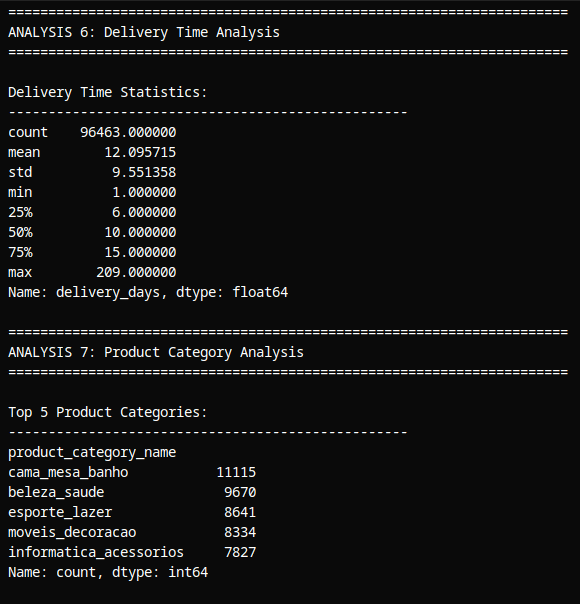 ======================================================================
ANALYSIS 6: Delivery Time Analysis
======================================================================
Delivery Time Statistics:
--------------------------------------------------
count    96463.000000
mean        12.095715
std          9.551358
min          1.000000
25%          6.000000
50%         10.000000
75%         15.000000
max        209.000000
Name: delivery_days, dtype: float64
======================================================================
ANALYSIS 7: Product Category Analysis
======================================================================
Top 5 Product Categories:
--------------------------------------------------
product_category_name
cama_mesa_banho           11115
beleza_saude               9670
esporte_lazer              8641
moveis_decoracao           8334
informatica_acessorios     7827
Name: count, dtype: int64